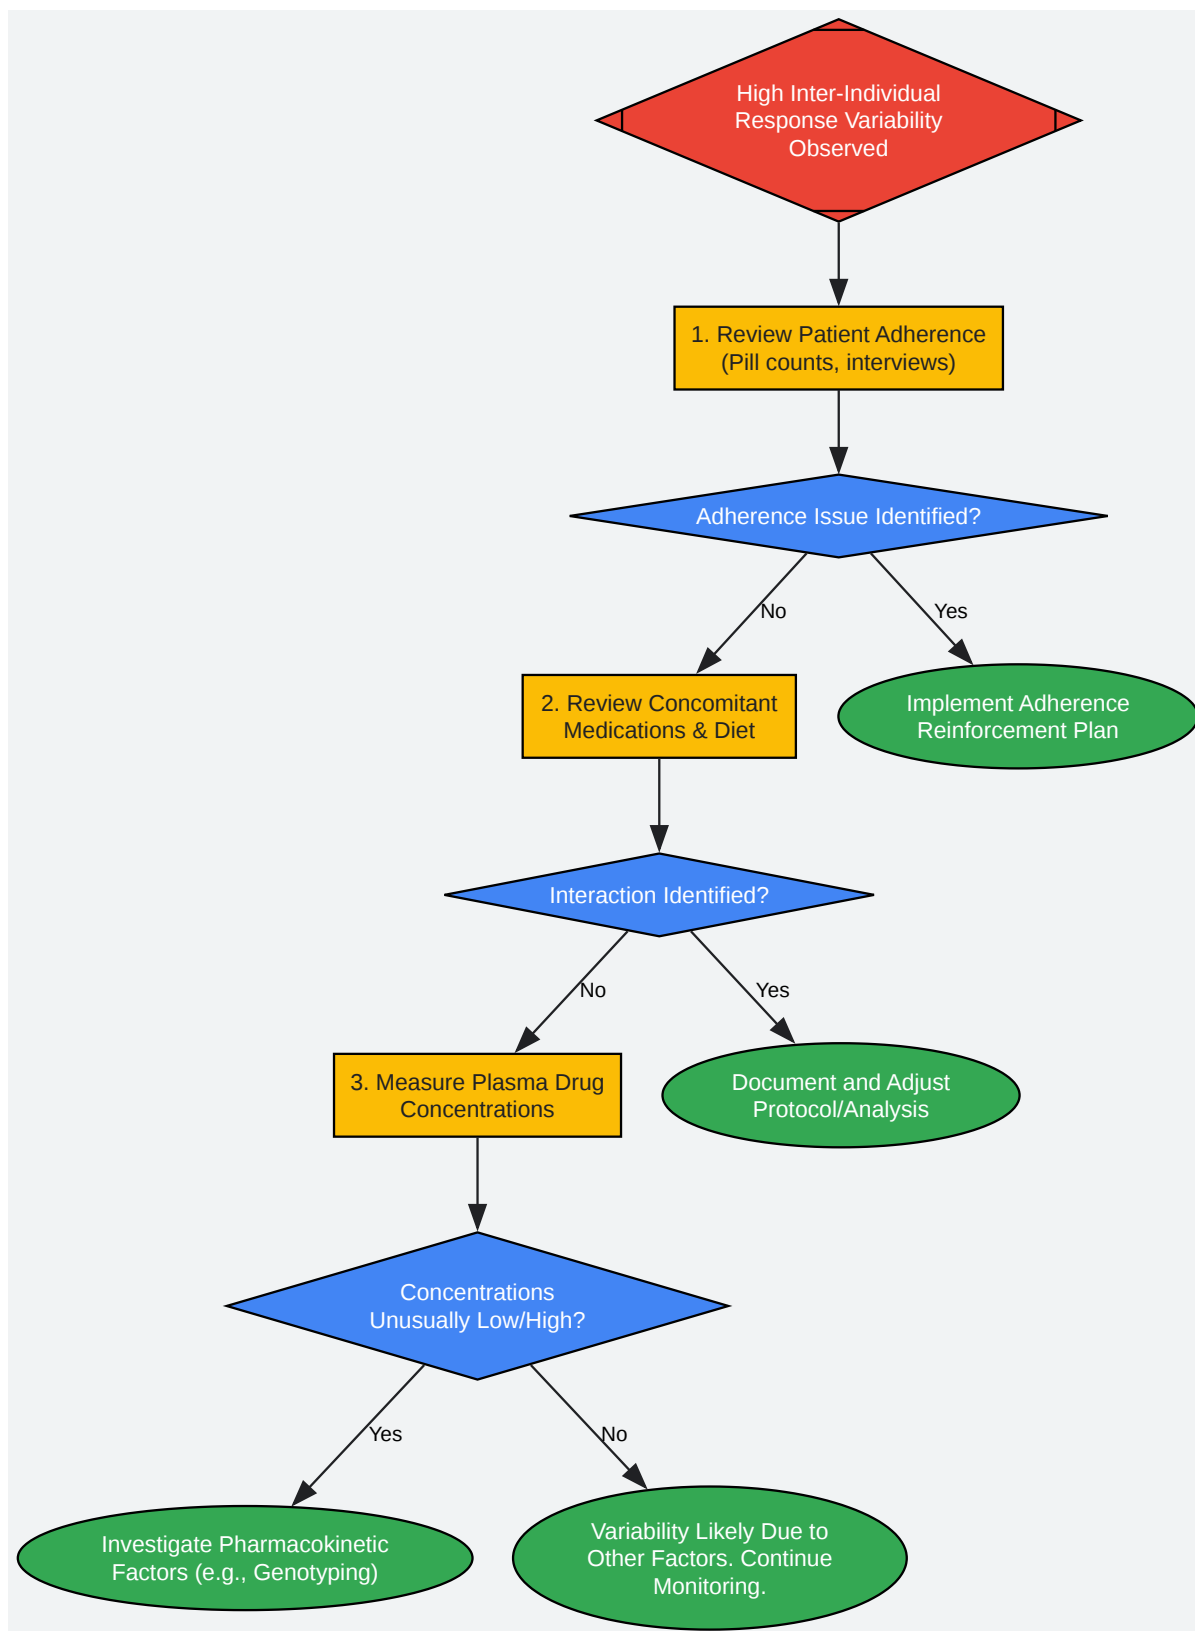 High Inter-Individual
Response Variability
Observed
1. Review Patient Adherence
(Pill counts, interviews)
Adherence Issue Identified?
No
Yes
2. Review Concomitant
Medications & Diet
Implement Adherence
Reinforcement Plan
Interaction Identified?
No
Yes
3. Measure Plasma Drug
Concentrations
Document and Adjust
Protocol/Analysis
Concentrations
Unusually Low/High?
Yes
No
Investigate Pharmacokinetic
Factors (e.g., Genotyping)
Variability Likely Due to
Other Factors. Continue
Monitoring.